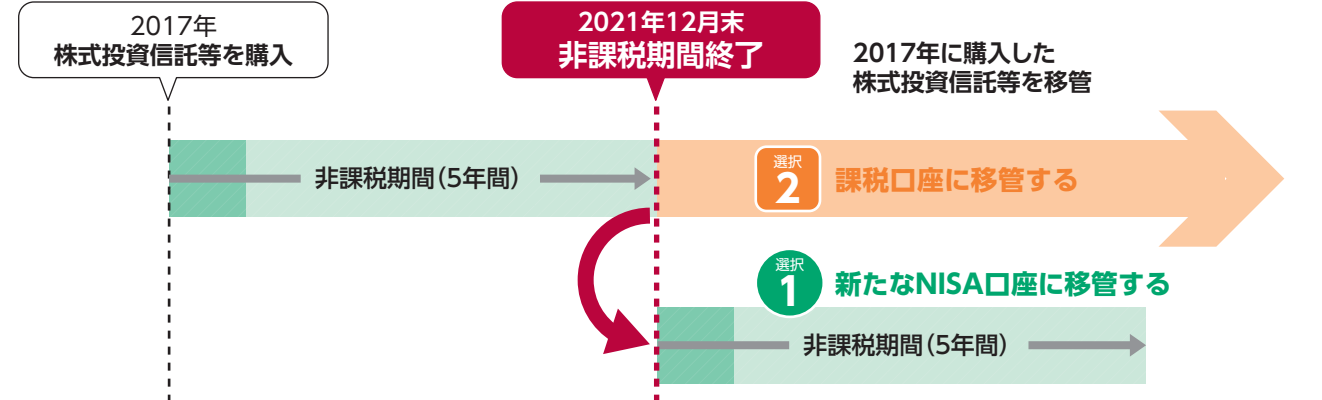 2017年
株式投資信託等を購入
2021年12月末
非課税期間終了
2017年に購入した
株式投資信託等を移管
非課税期間（5年間）
選択
2
課税口座に移管する
選択
1
新たなNISA口座に移管する
非課税期間（5年間）